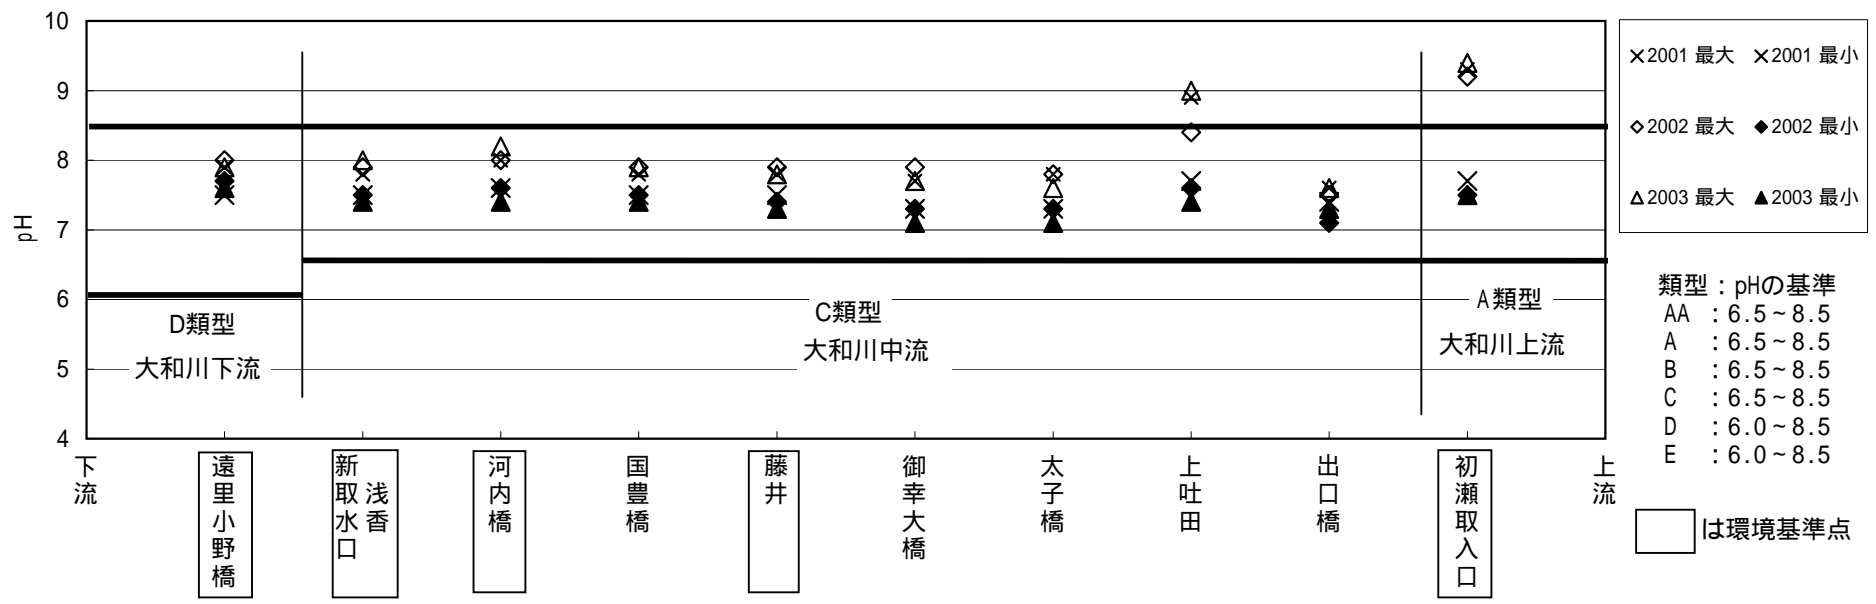 10
9
8
7
6
5
4
pH
D類型
大和川下流
C類型
大和川中流
A類型
大和川上流
下流
遠里小野橋
新取水口
浅香
河内橋
国豊橋
藤井
御幸大橋
太子橋
上吐田
出口橋
初瀬取入口
上流
2001 最大 2001 最小
2002 最大 2002 最小
2003 最大 2003 最小
類型：pHの基準
AA ：6.5~8.5
A ：6.5~8.5
B ：6.5~8.5
C ：6.5~8.5
D ：6.0~8.5
E ：6.0~8.5
は環境基準点